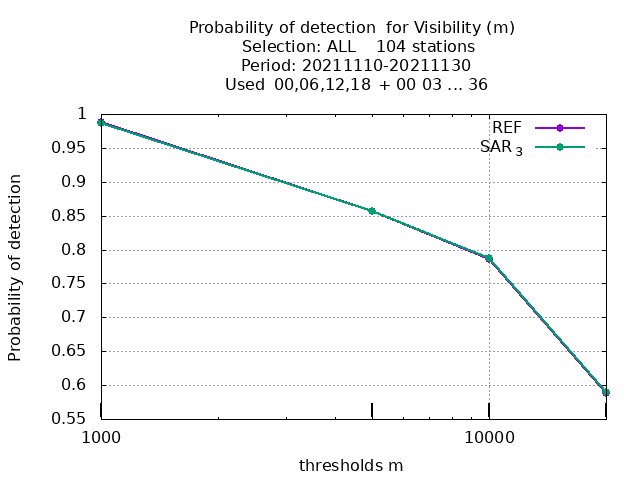 Probability of detection for Visibility (m)
Selection: ALL 104 stations
Period: 20211110-20211130
Used 00,06,12,18 + 00 03 ... 36
REF
SAR 3
1
0.95
0.9
0.85
0.8
0.75
0.7
0.65
0.6
0.55
Probability of detection
1000 10000
thresholds m